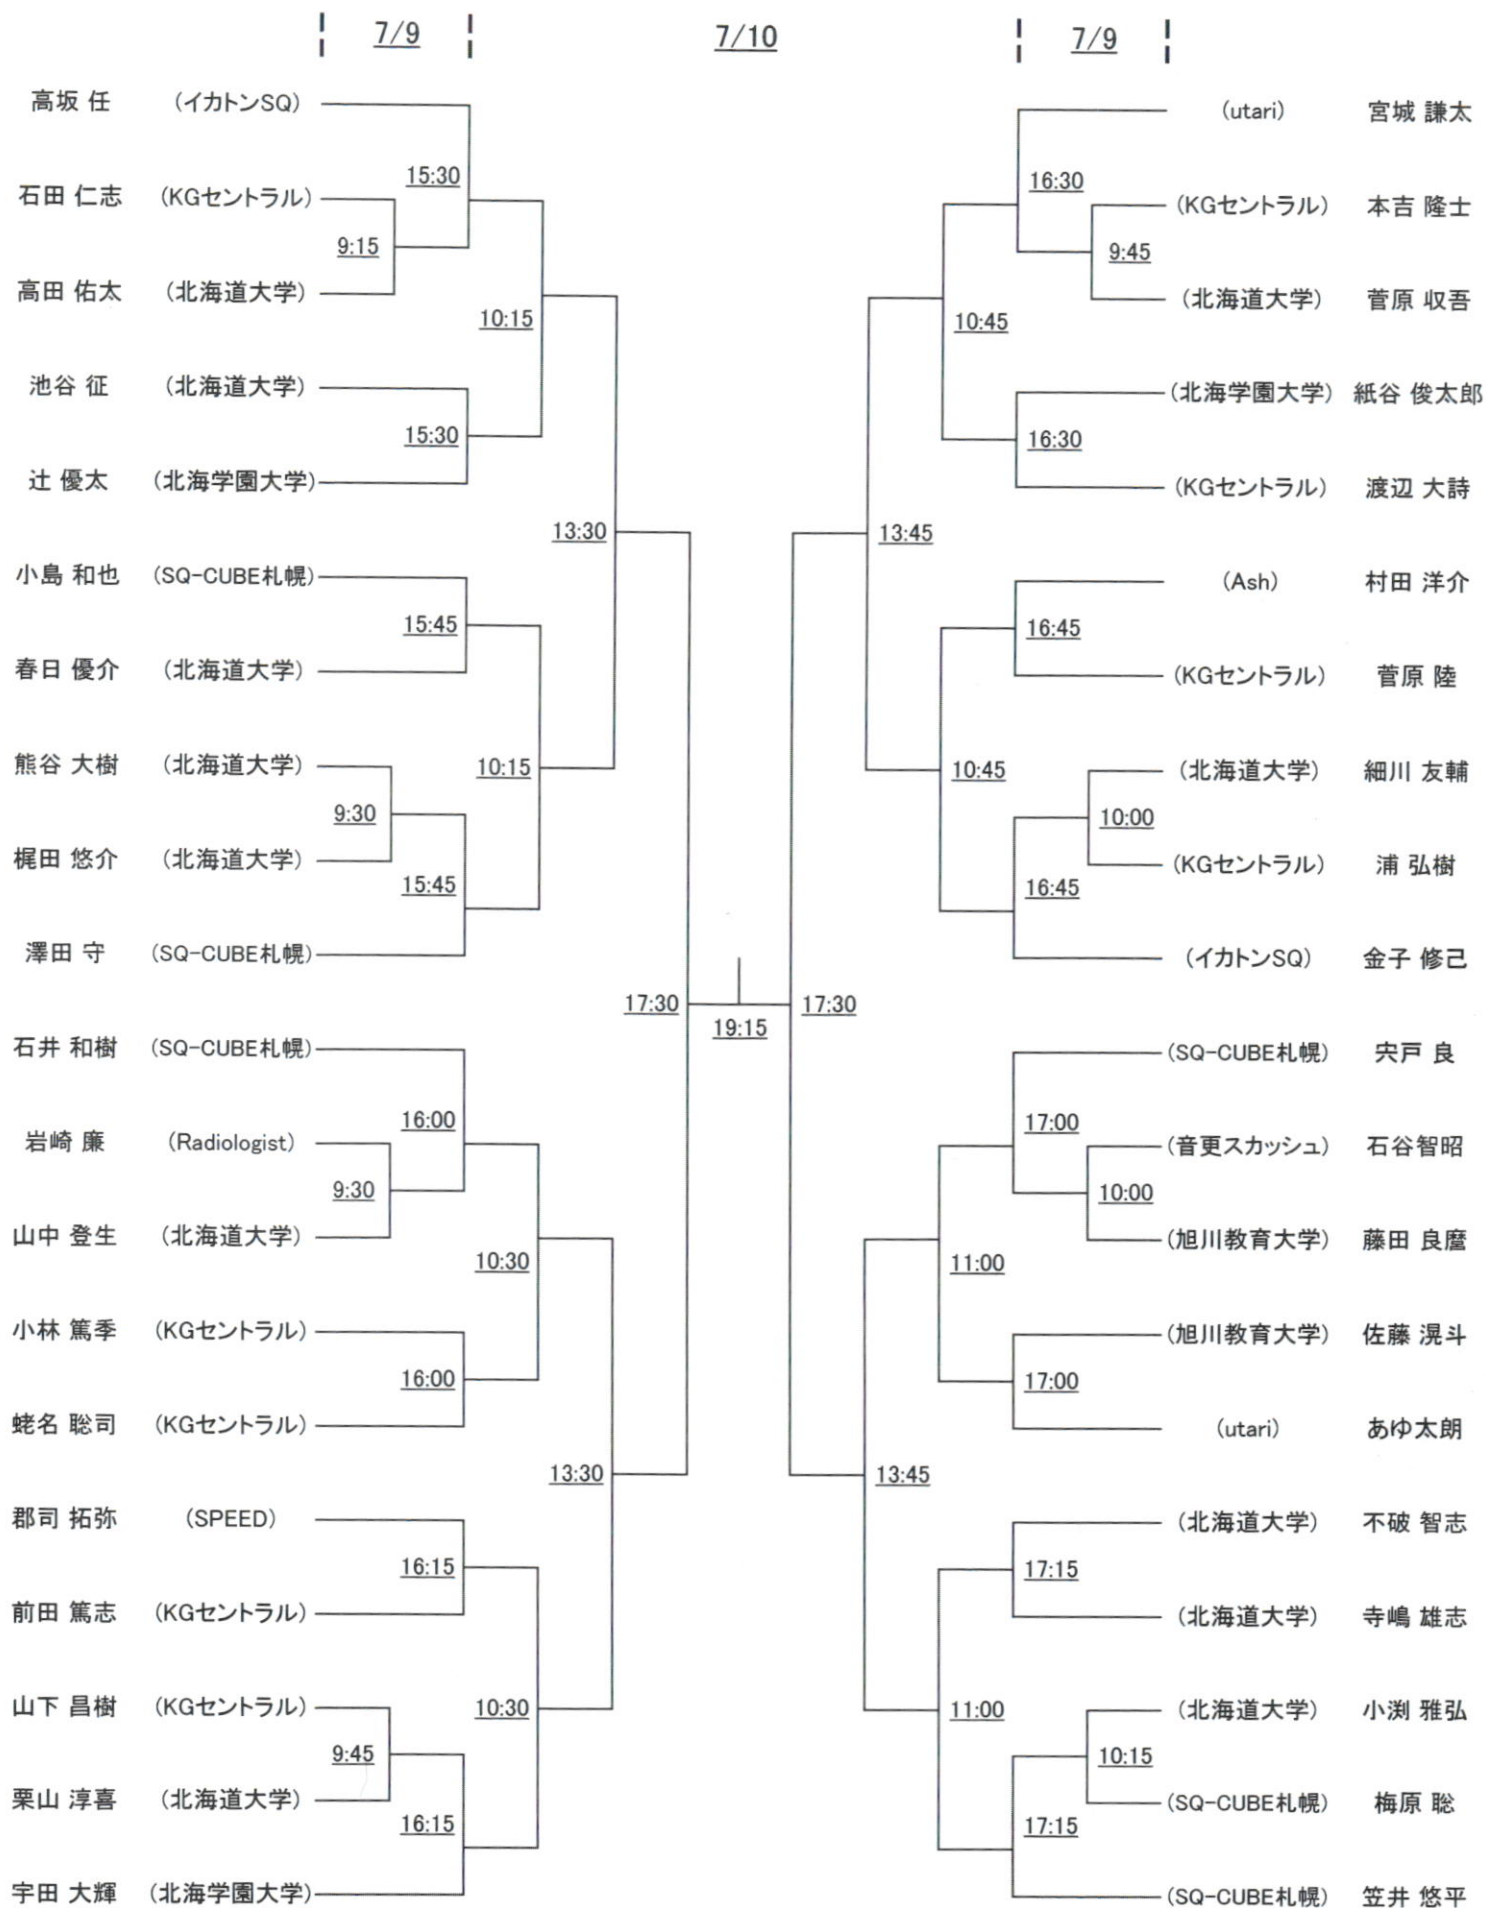 7/9 7/10 7/9
高坂 任 (イカトンSQ)
(utari) 宮城 謙太
15:30
16:30
石田 仁志 (KGセントラル)
(KGセントラル) 本吉 隆士
9:15
9:45
高田 佑太 (北海道大学)
(北海道大学) 菅原 収吾
10:15
10:45
池谷 征 (北海道大学)
(北海学園大学) 紙谷 俊太郎
15:30
16:30
辻 優太 (北海学園大学)
(KGセントラル) 渡辺 大詩
13:30
13:45
小島 和也 (SQ-CUBE札幌)
(Ash) 村田 洋介
15:45
16:45
春日 優介 (北海道大学)
(KGセントラル) 菅原 陸
熊谷 大樹 (北海道大学)
10:15
10:45
(北海道大学) 細川 友輔
9:30
10:00
梶田 悠介 (北海道大学)
(KGセントラル) 浦 弘樹
15:45
16:45
澤田 守 (SQ-CUBE札幌)
(イカトンSQ) 金子 修己
17:30
19:15
17:30
石井 和樹 (SQ-CUBE札幌)
(SQ-CUBE札幌) 宍戸 良
16:00
17:00
岩崎 廉 (Radiologist)
(音更スカッシュ) 石谷智昭
9:30
10:00
山中 登生 (北海道大学)
(旭川教育大学) 藤田 良麿
10:30
11:00
小林 篤季 (KGセントラル)
(旭川教育大学) 佐藤 滉斗
16:00
17:00
蛯名 聡司 (KGセントラル)
(utari) あゆ太朗
13:30
13:45
郡司 拓弥 (SPEED)
(北海道大学) 不破 智志
16:15
17:15
前田 篤志 (KGセントラル)
(北海道大学) 寺嶋 雄志
山下 昌樹 (KGセントラル)
10:30
11:00
(北海道大学) 小渕 雅弘
9:45
10:15
栗山 淳喜 (北海道大学)
(SQ-CUBE札幌) 梅原 聡
16:15
17:15
宇田 大輝 (北海学園大学)
(SQ-CUBE札幌) 笠井 悠平